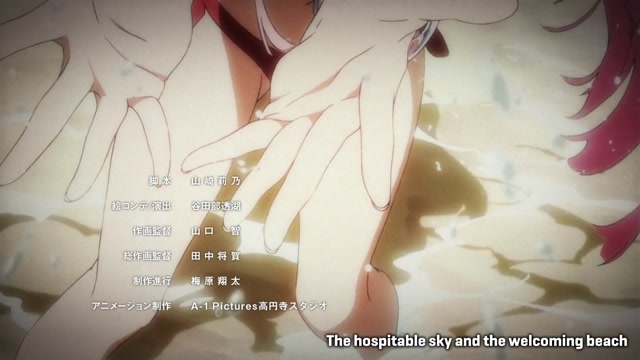 脚本 山﨑莉乃
絵コンテ/演出 谷田部透湖
作画監督 山口 智
総作画監督 田中将賀
制作進行 梅原翔太
アニメーション制作 A-1 Pictures高円寺スタジオ
The hospitable sky and the welcoming beach